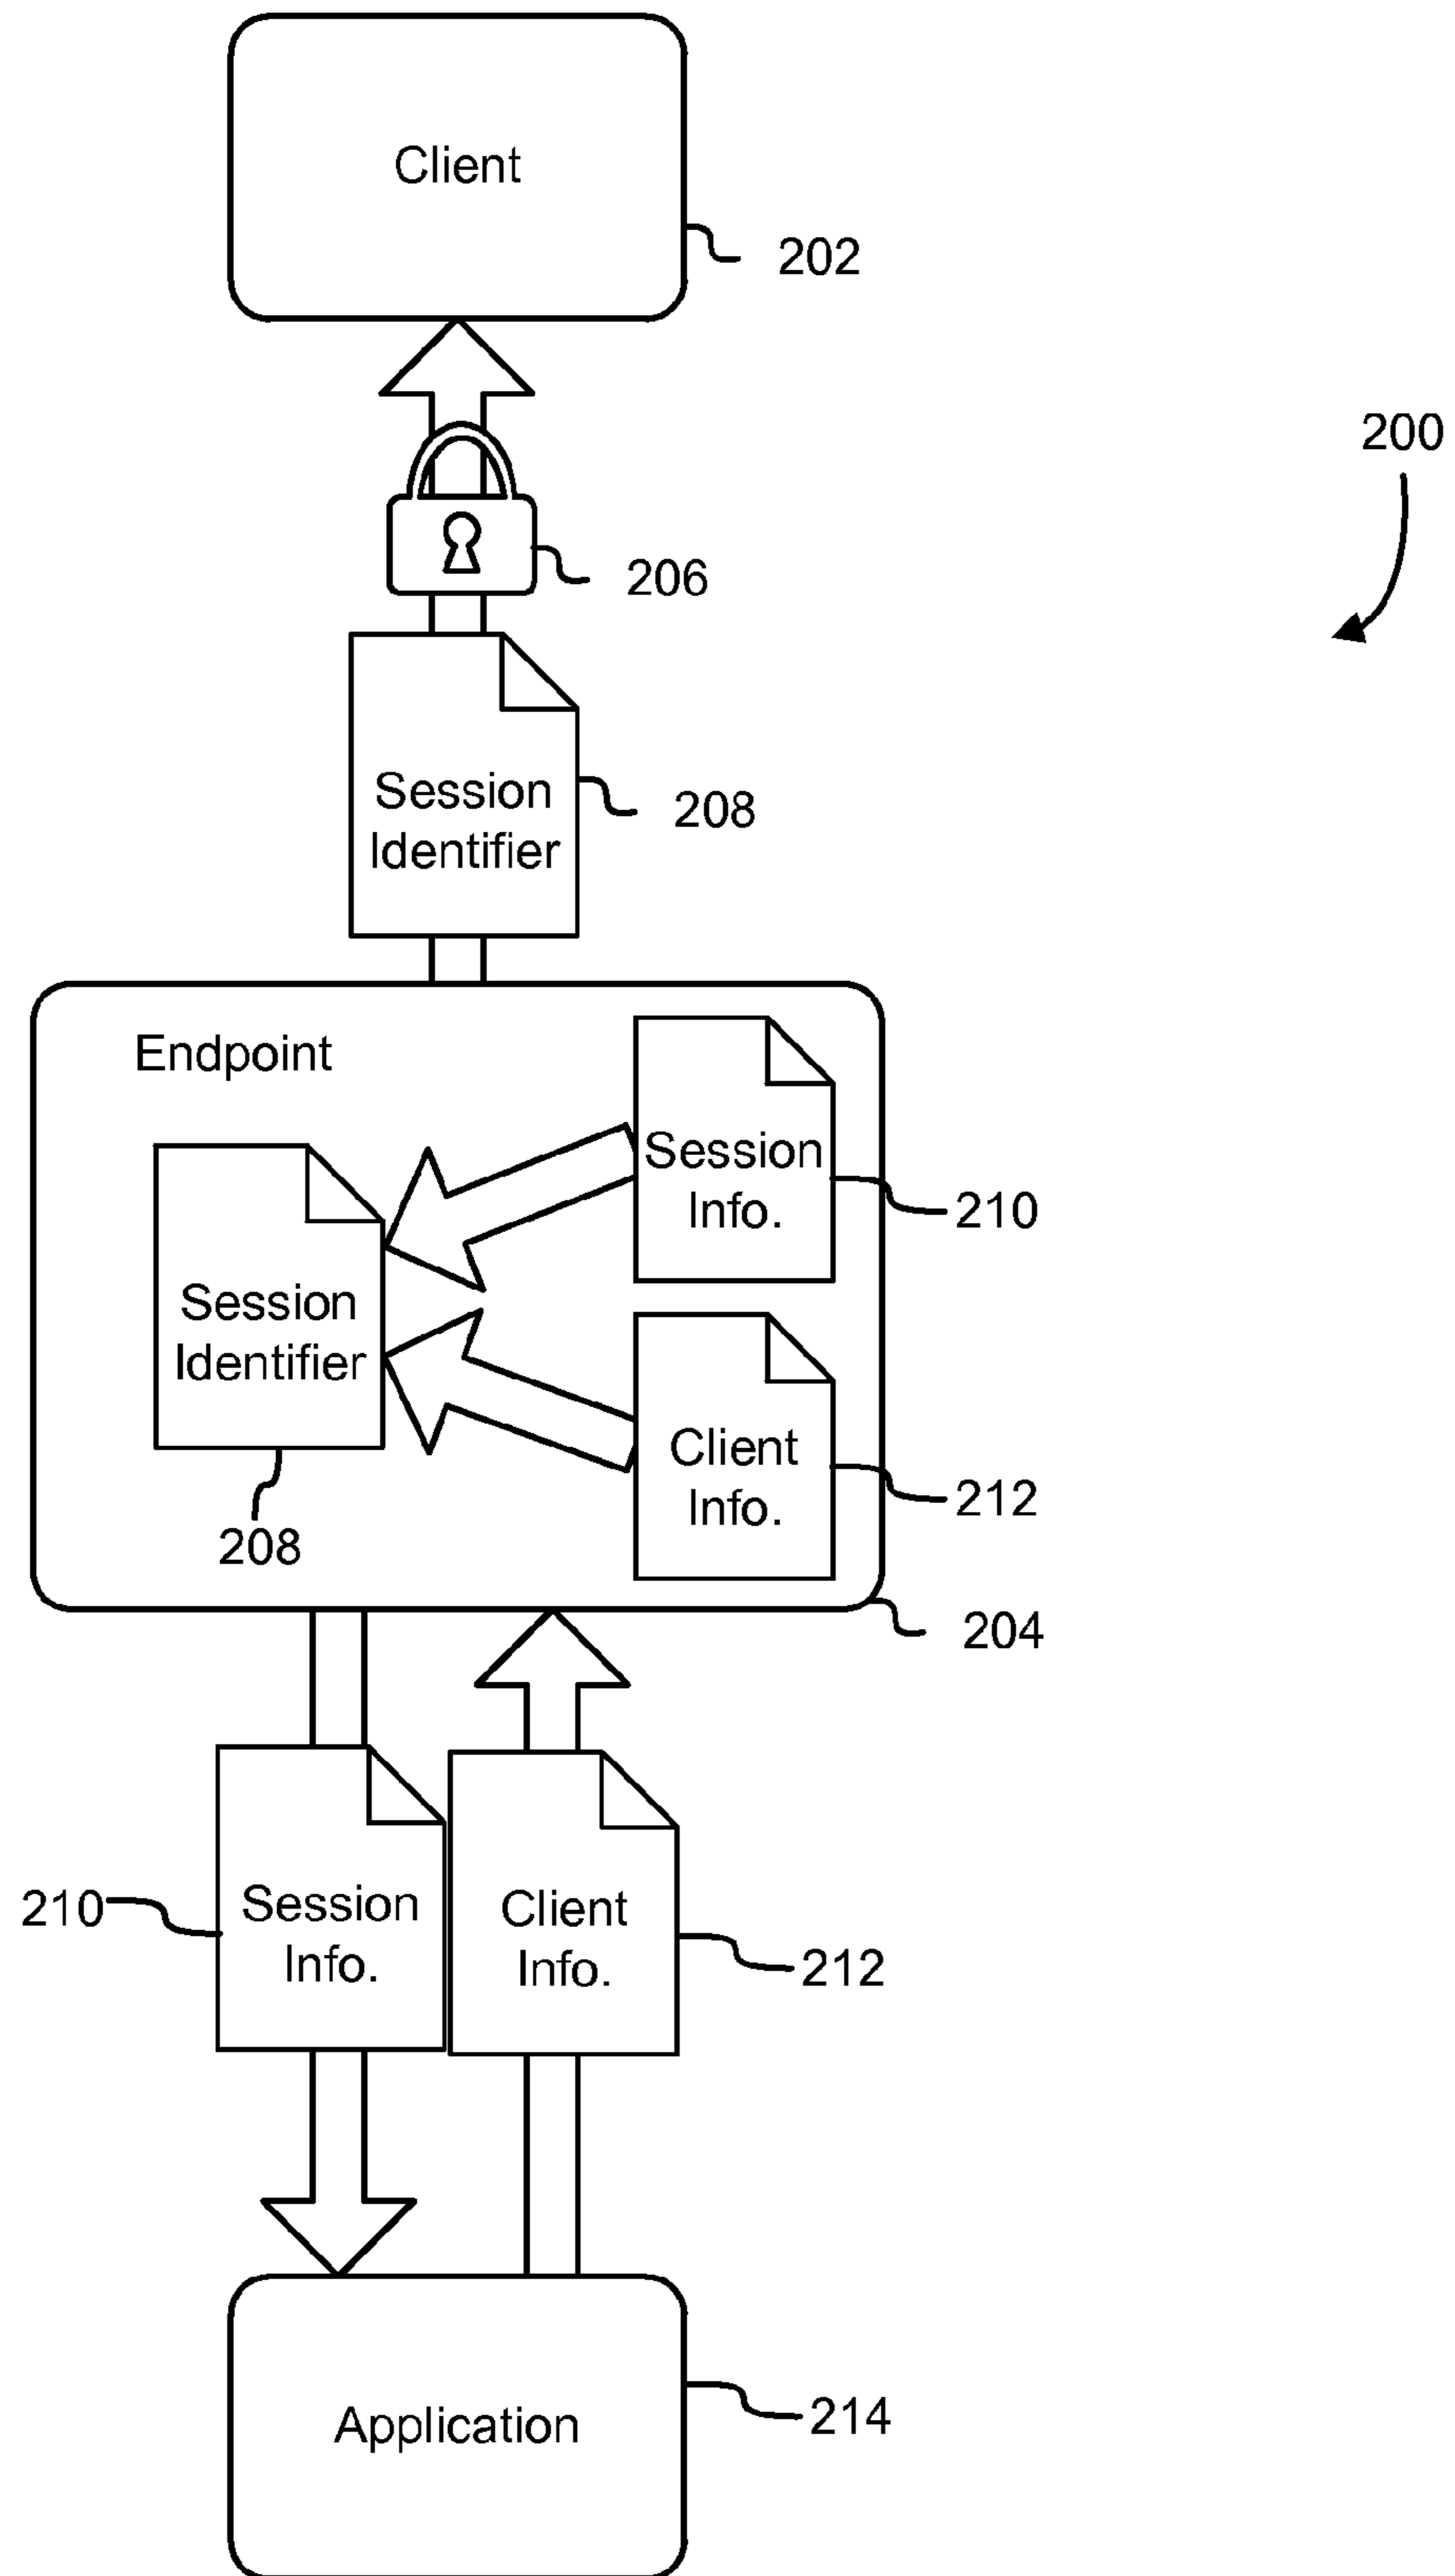 Client
202
200
206
Session
Identifier
208
Endpoint
Session
Info.
210
Session
Identifier
208
Client
Info.
212
204
210
Session
Info.
Client
Info.
212
Application
214